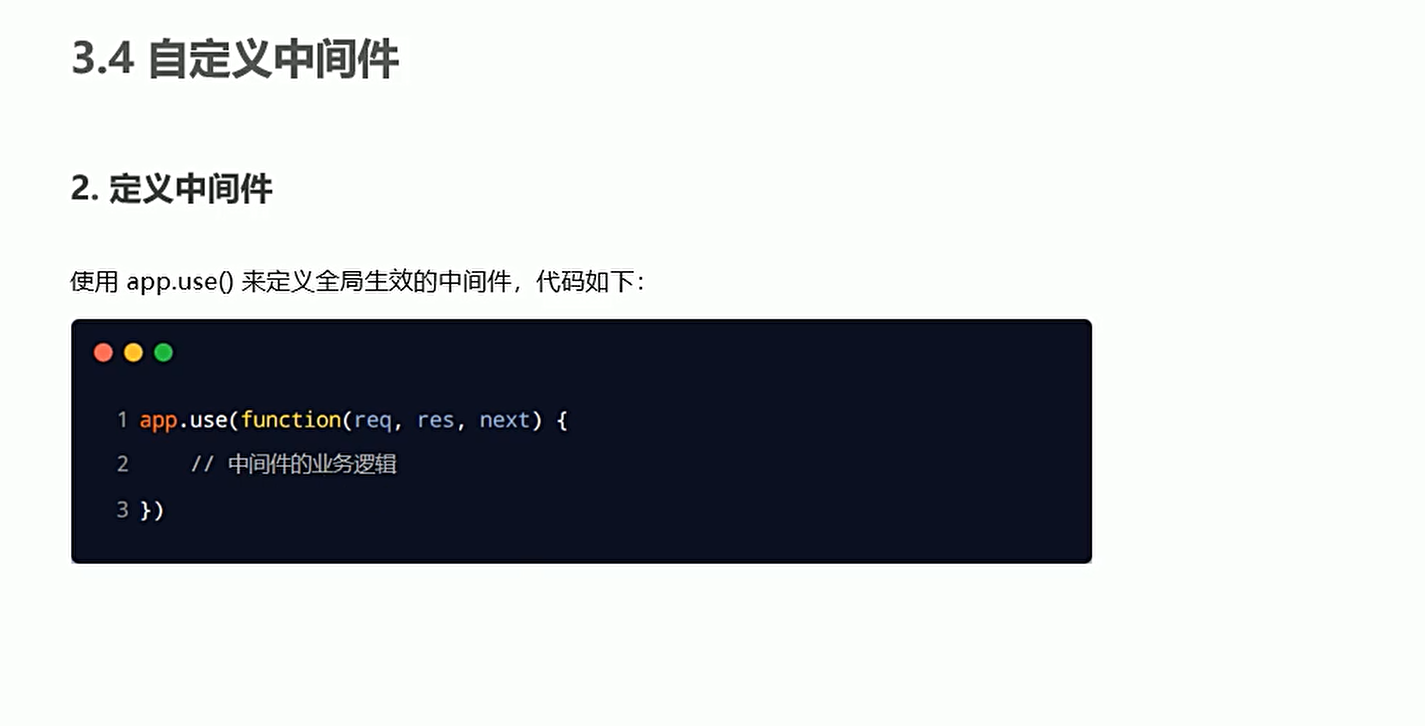 3.4 自定义中间件
2. 定义中间件
使用 app.use() 来定义全局生效的中间件，代码如下：
1 app.use(function(req, res, next) {
2     // 中间件的业务逻辑
3 })